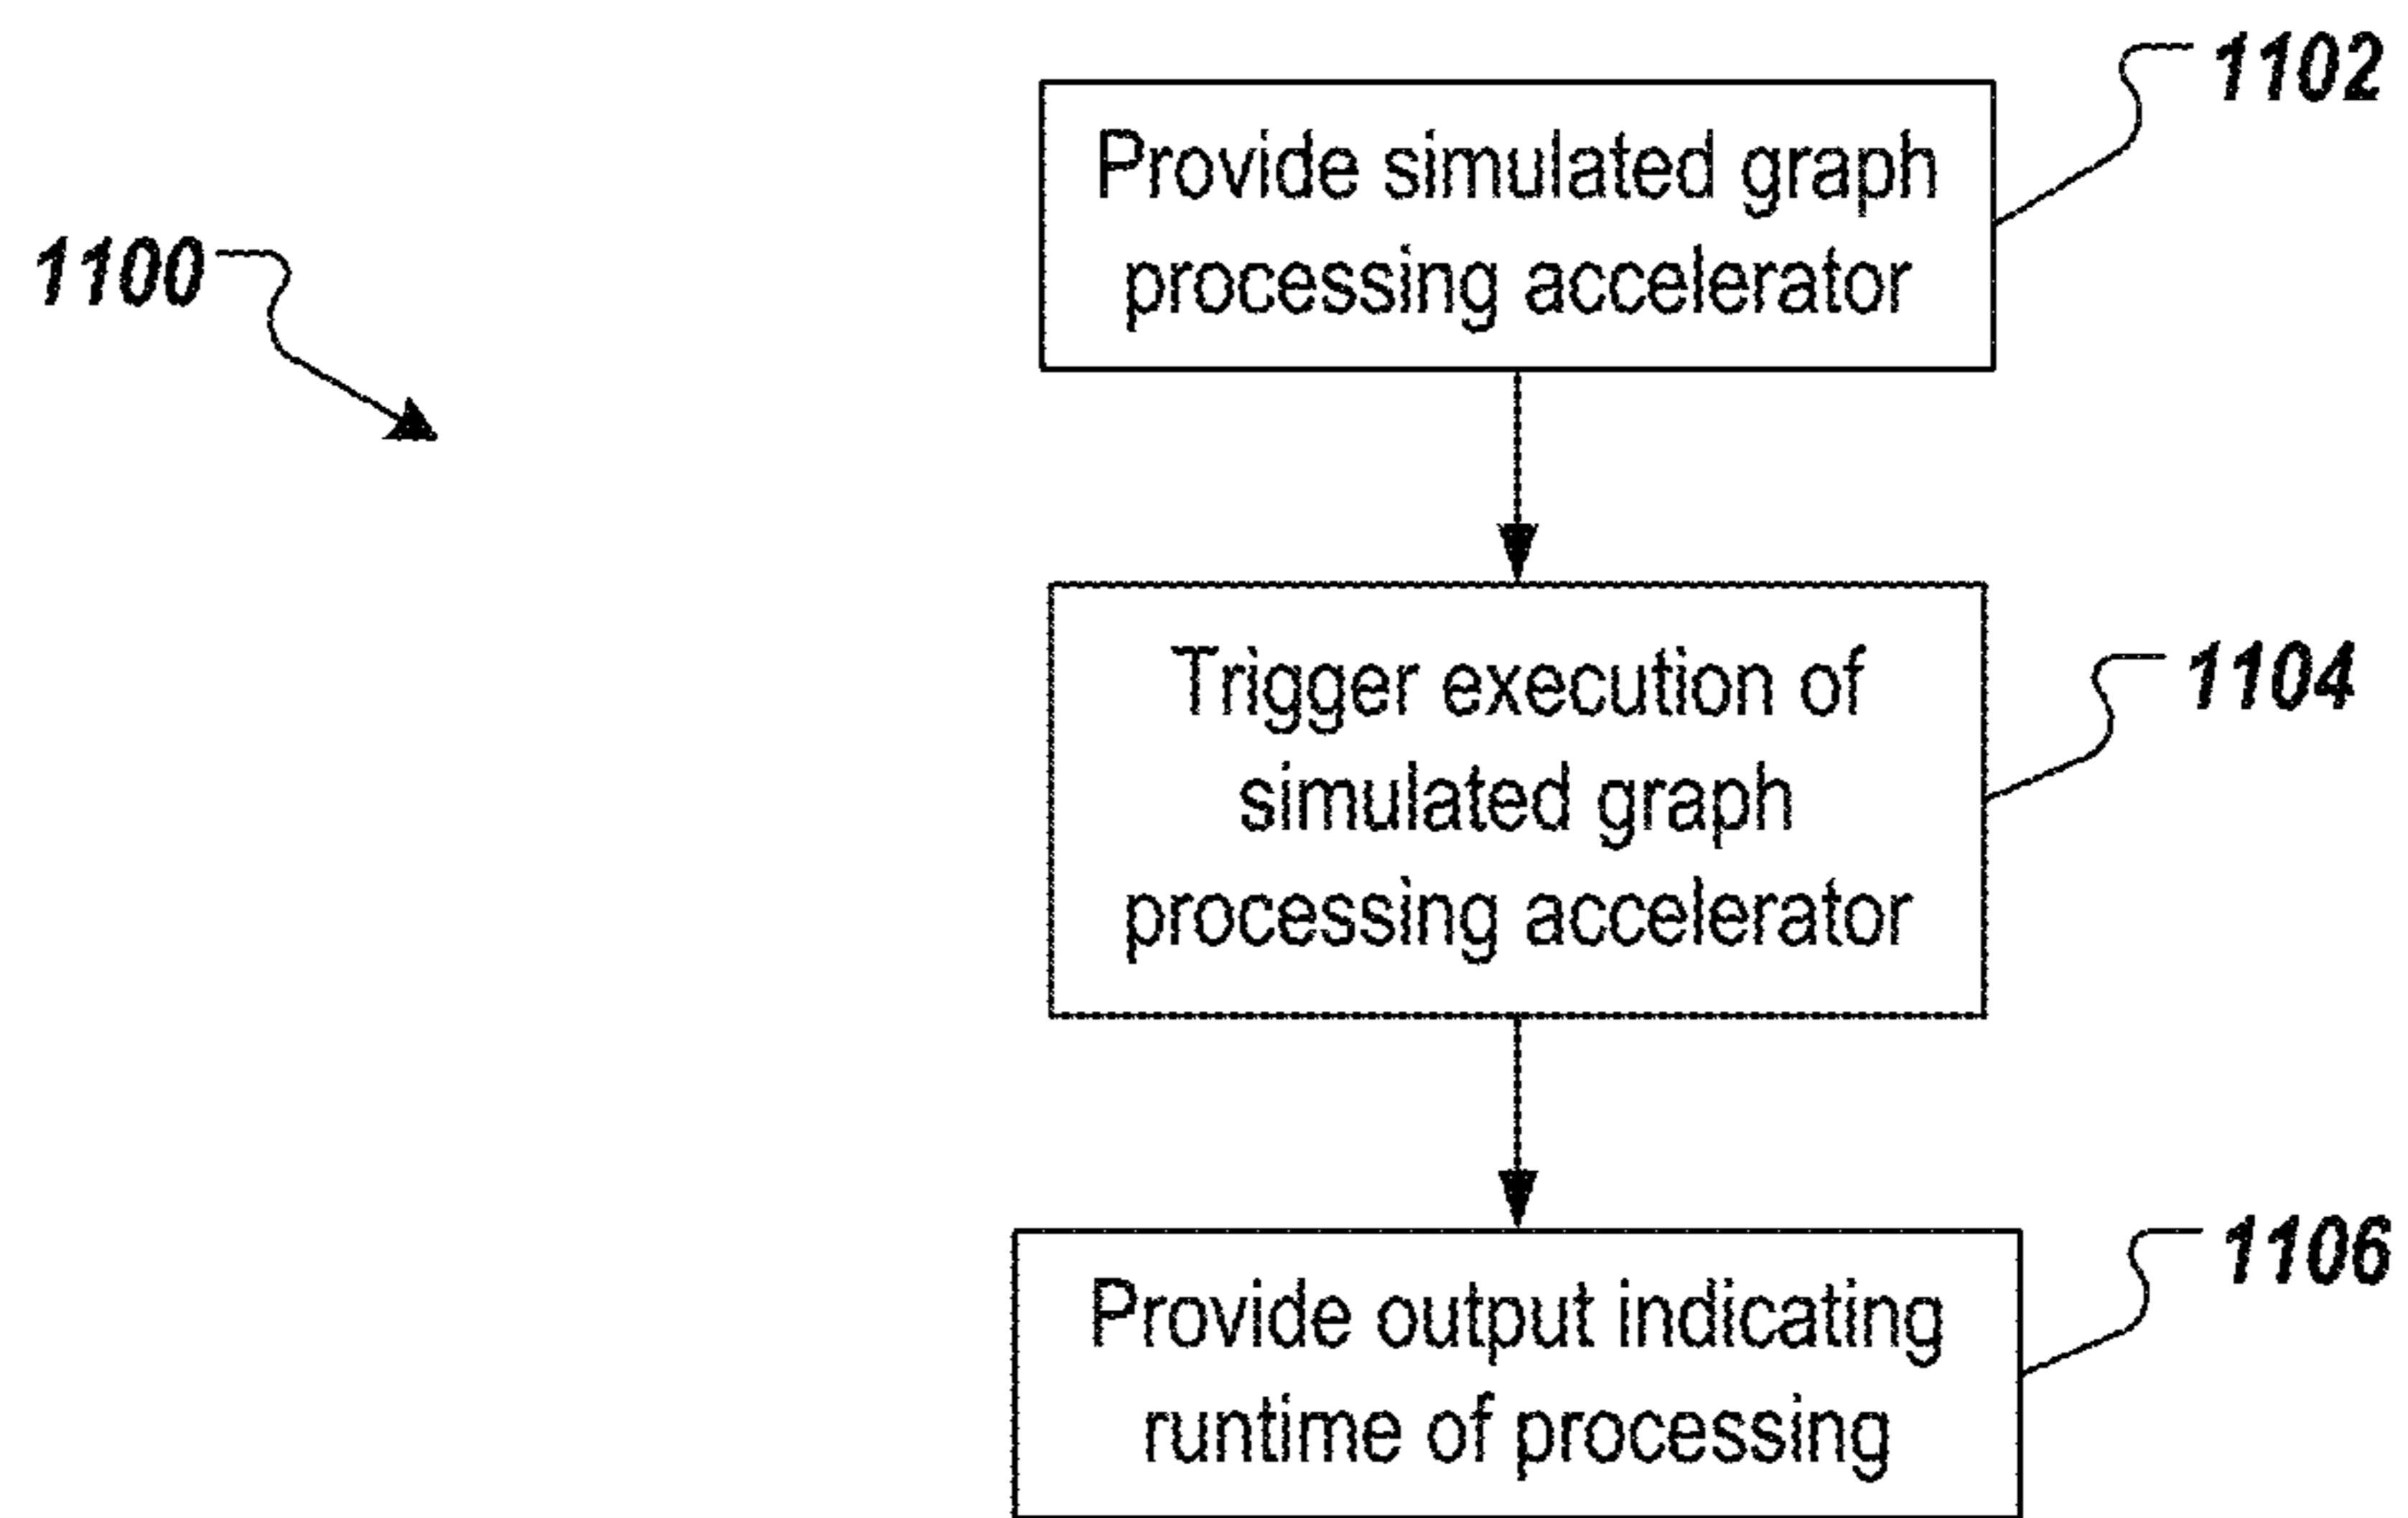 1102
Provide simulated graph
processing accelerator
1100
Trigger execution of
simulated graph
processing accelerator
1104
Provide output indicating
runtime of processing
1106